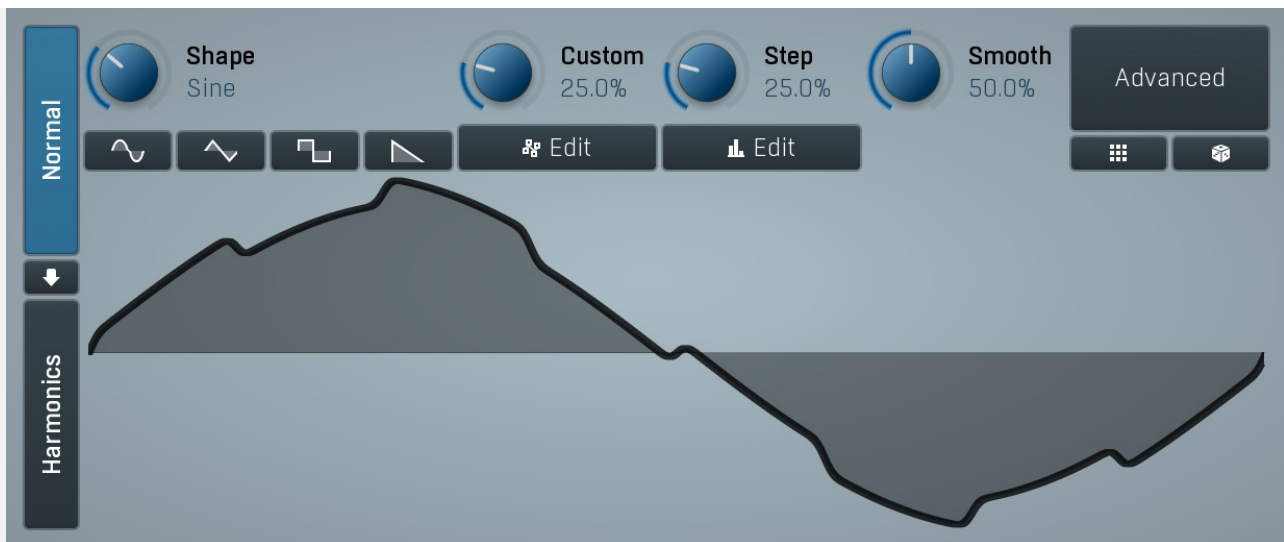 Normal
Harmonics
Shape
Sine
Custom
25.0%
Step
25.0%
Smooth
50.0%
Advanced
Edit
Edit